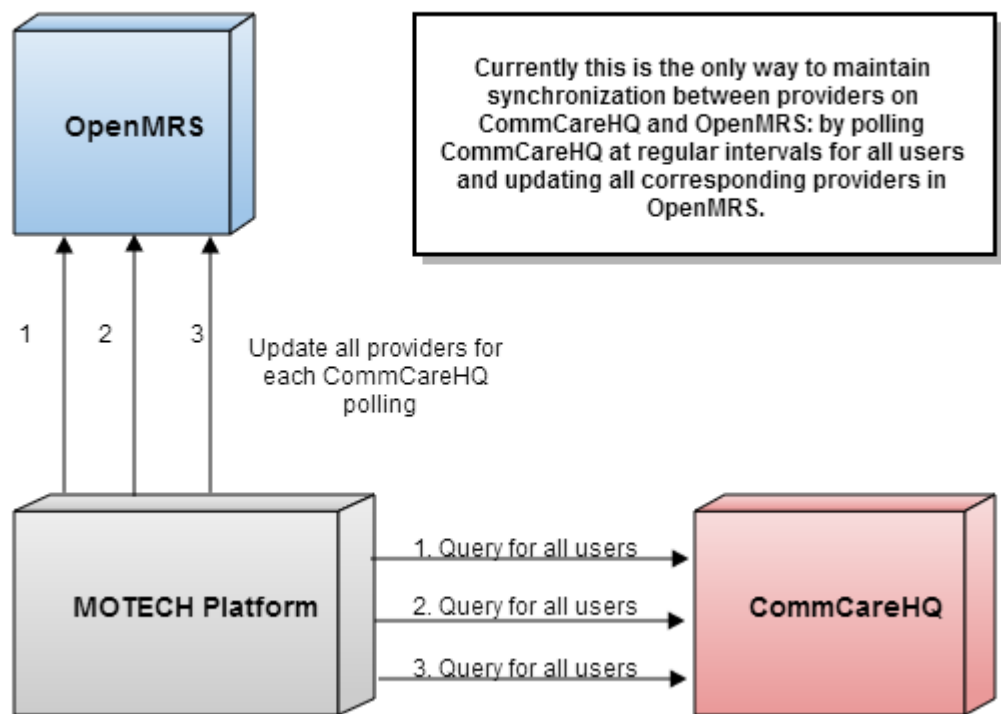 OpenMRS
Currently this is the only way to maintain
synchronization between providers on
CommCareHQ and OpenMRS: by polling
CommCareHQ at regular intervals for all users
and updating all corresponding providers in
OpenMRS.
1 2 3
Update all providers for
each CommCareHQ
polling
MOTECH Platform
1. Query for all users
2. Query for all users
3. Query for all users
CommCareHQ